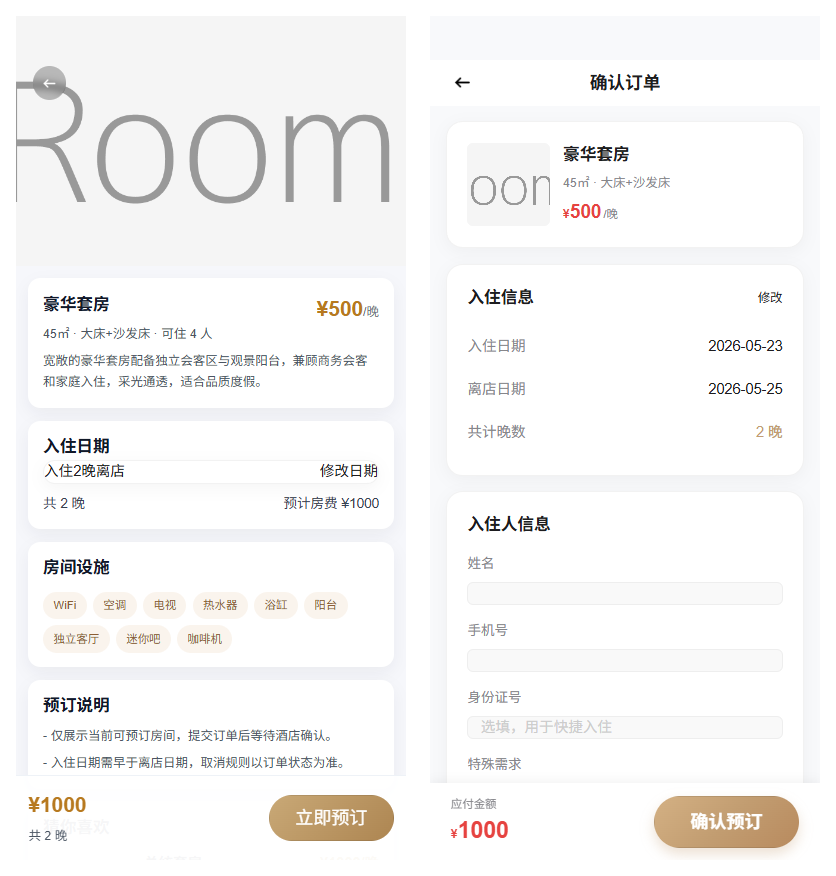 Room
豪华套房
¥500/晚
45㎡ · 大床+沙发床 · 可住 4 人
宽敞的豪华套房配备独立会客区与观景阳台，兼顾商务会客
和家庭入住，采光通透，适合品质度假。
入住日期
入住2晚离店 修改日期
共 2 晚 预计房费 ¥1000
房间设施
WiFi 空调 电视 热水器 浴缸 阳台
独立客厅 迷你吧 咖啡机
预订说明
- 仅展示当前可预订房间，提交订单后等待酒店确认。
- 入住日期需早于离店日期，取消规则以订单状态为准。
¥1000
共 2 晚
立即预订
确认订单
oon
豪华套房
45㎡ · 大床+沙发床
¥500/晚
入住信息 修改
入住日期 2026-05-23
离店日期 2026-05-25
共计晚数 2 晚
入住人信息
姓名
手机号
身份证号
选填，用于快捷入住
特殊需求
应付金额
¥1000
确认预订